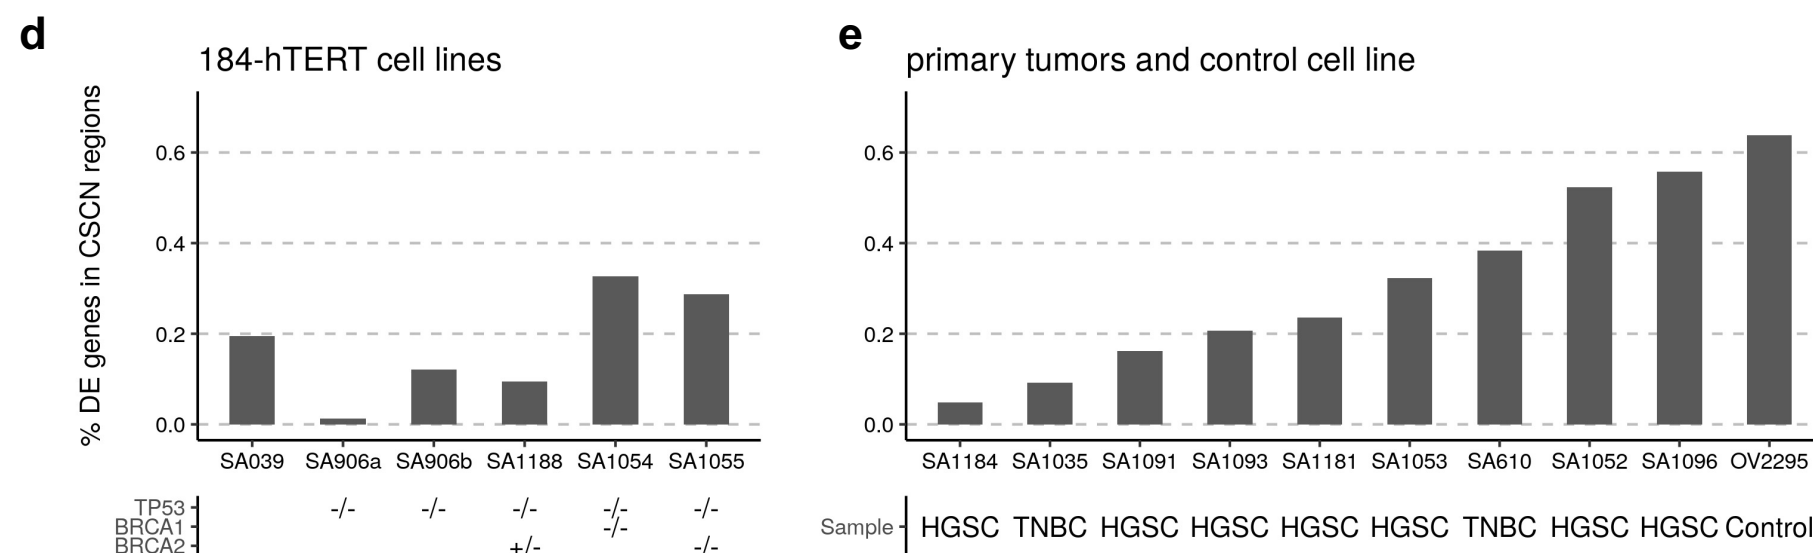 d
184-hTERT cell lines
% DE genes in CSCN regions
0.6
0.4
0.2
0.0
SA039 SA906a SA906b SA1188 SA1054 SA1055
TP53 -/- -/- -/- -/- -/-
BRCA1 -/-
BRCA2 +/- -/-
e
primary tumors and control cell line
0.6
0.4
0.2
0.0
SA1184 SA1035 SA1091 SA1093 SA1181 SA1053 SA610 SA1052 SA1096 OV2295
Sample HGSC TNBC HGSC HGSC HGSC HGSC TNBC HGSC HGSC Control